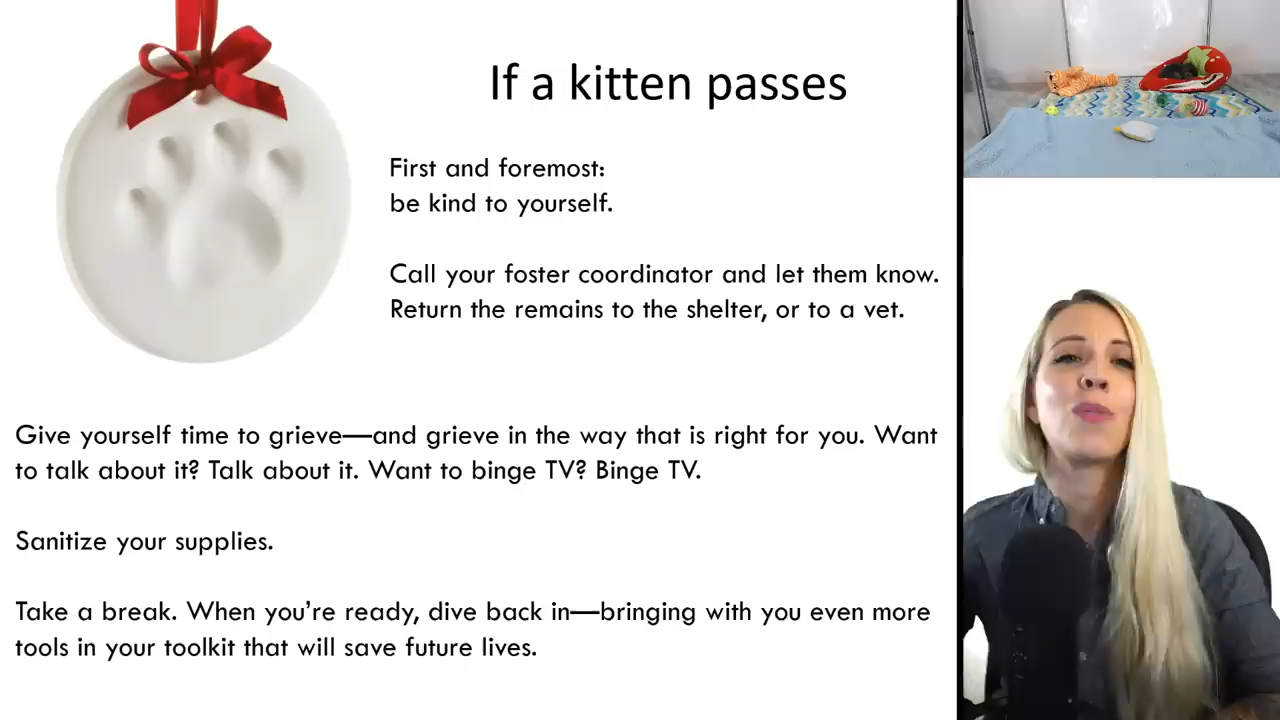 If a kitten passes
First and foremost:
be kind to yourself.
Call your foster coordinator and let them know.
Return the remains to the shelter, or to a vet.
Give yourself time to grieve—and grieve in the way that is right for you. Want
to talk about it? Talk about it. Want to binge TV? Binge TV.
Sanitize your supplies.
Take a break. When you’re ready, dive back in—bringing with you even more
tools in your toolkit that will save future lives.